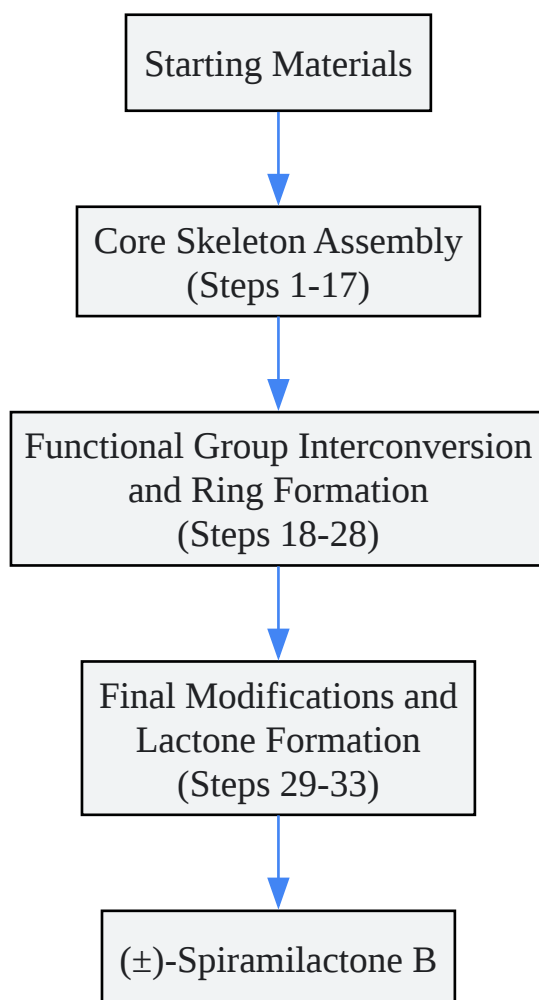 Starting Materials
Core Skeleton Assembly
(Steps 1-17)
Functional Group Interconversion
and Ring Formation
(Steps 18-28)
Final Modifications and
Lactone Formation
(Steps 29-33)
(±)-Spiramilactone B